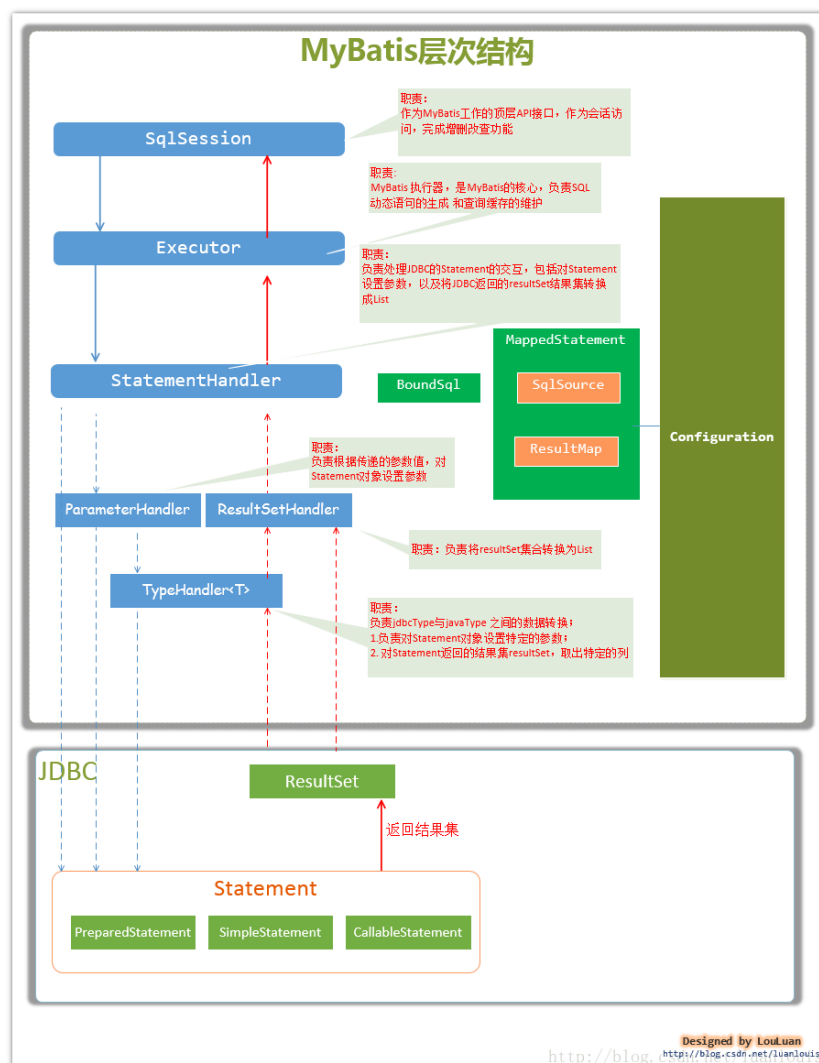 MyBatis层次结构
职责：
作为MyBatis工作的顶层API接口，作为会话访
问，完成增删改查功能
SqlSession
职责:
MyBatis 执行器，是MyBatis的核心，负责SQL
动态语句的生成 和查询缓存的维护
Executor
职责：
负责处理JDBC的Statement的交互，包括对Statement
设置参数，以及将JDBC返回的resultSet结果集转换
成List
MappedStatement
StatementHandler
BoundSql
SqlSource
Configuration
ResultMap
职责：
负责根据传递的参数值，对
Statement对象设置参数
ParameterHandler
ResultSetHandler
职责：负责将resultSet集合转换为List
TypeHandler<T>
职责：
负责jdbcType与javaType 之间的数据转换；
1.负责对Statement对象设置特定的参数；
2. 对Statement返回的结果集resultSet，取出特定的列
JDBC
ResultSet
返回结果集
Statement
PreparedStatement
SimpleStatement
CallableStatement
Designed by LouLuan
http://blog.csdn.net/luanlouis
http://blog.csdn.net/luanlouis